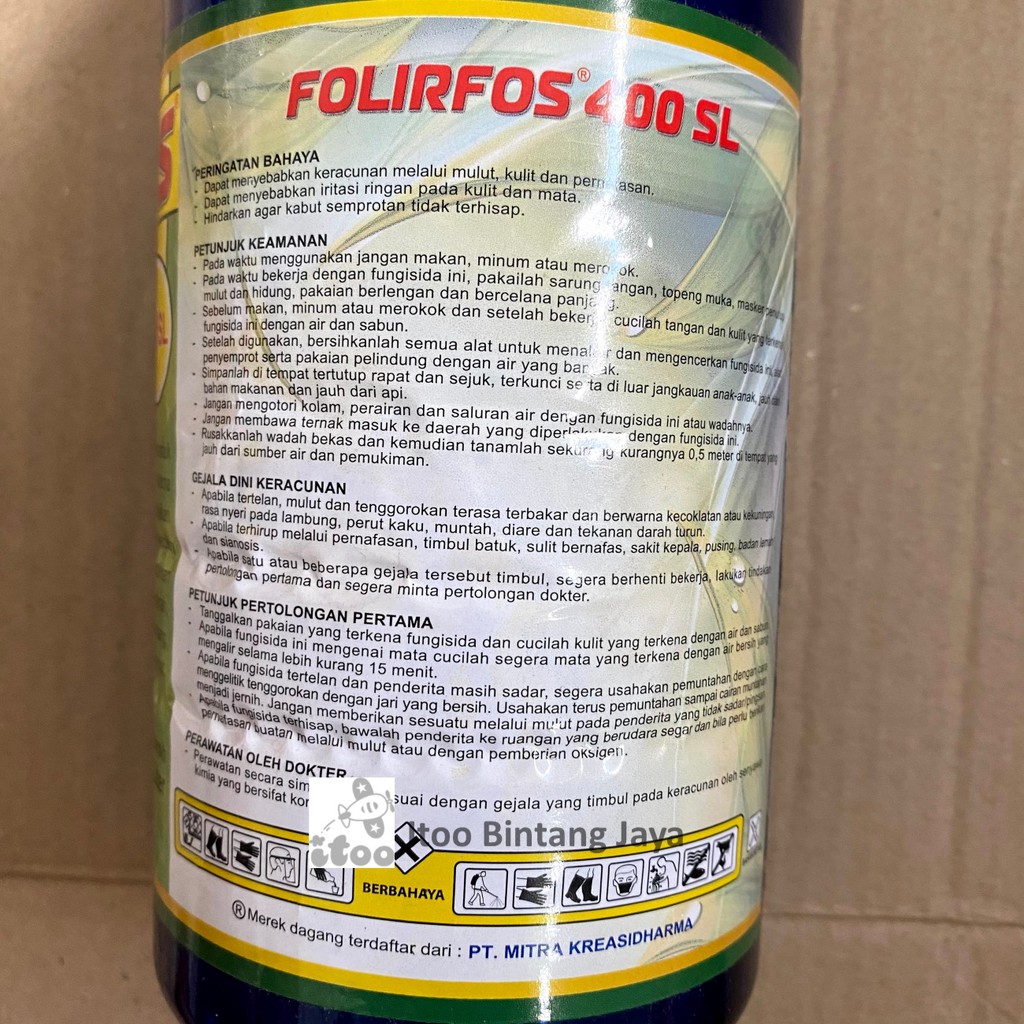 FOLIRFOS® 400 SL
PERINGATAN BAHAYA
- Dapat menyebabkan keracunan melalui mulut, kulit dan pernafasan.
- Dapat menyebabkan iritasi ringan pada kulit dan mata.
- Hindarkan agar kabut semprotan tidak terhisap.
PETUNJUK KEAMANAN
- Pada waktu menggunakan jangan makan, minum atau merokok.
- Pada waktu bekerja dengan fungisida ini, pakailah sarung tangan, topeng muka, masker penutup
mulut dan hidung, pakaian berlengan dan bercelana panjang.
- Sebelum makan, minum atau merokok dan setelah bekerja, cucilah tangan dan kulit yang terkena
fungisida ini dengan air dan sabun.
- Setelah digunakan, bersihkanlah semua alat untuk menakar dan mengencerkan fungisida ini,
penyemprot serta pakaian pelindung dengan air yang banyak.
- Simpanlah di tempat tertutup rapat dan sejuk, terkunci serta di luar jangkauan anak-anak, jauh dari
bahan makanan dan jauh dari api.
- Jangan mengotori kolam, perairan dan saluran air dengan fungisida ini atau wadahnya.
- Jangan membawa ternak masuk ke daerah yang diperlakukan dengan fungisida ini.
- Rusakkanlah wadah bekas dan kemudian tanamlah sekurang-kurangnya 0,5 meter di tempat yang
jauh dari sumber air dan pemukiman.
GEJALA DINI KERACUNAN
- Apabila tertelan, mulut dan tenggorokan terasa terbakar dan berwarna kecoklatan atau kekuningan,
rasa nyeri pada lambung, perut kaku, muntah, diare dan tekanan darah turun.
- Apabila terhirup melalui pernafasan, timbul batuk, sulit bernafas, sakit kepala, pusing, badan lemah
dan sianosis.
- Apabila satu atau beberapa gejala tersebut timbul, segera berhenti bekerja, lakukan tindakan
pertolongan pertama dan segera minta pertolongan dokter.
PETUNJUK PERTOLONGAN PERTAMA
- Tanggalkan pakaian yang terkena fungisida dan cucilah kulit yang terkena dengan air dan sabun.
- Apabila fungisida ini mengenai mata cucilah segera mata yang terkena dengan air bersih yang
mengalir selama lebih kurang 15 menit.
- Apabila fungisida tertelan dan penderita masih sadar, segera usahakan pemuntahan dengan cara
menggelitik tenggorokan dengan jari yang bersih. Usahakan terus pemuntahan sampai cairan muntahan
menjadi jernih. Jangan memberikan sesuatu melalui mulut pada penderita yang tidak sadar/pingsan.
- Apabila fungisida terhisap, bawalah penderita ke ruangan yang berudara segar dan bila perlu berikan
pernafasan buatan melalui mulut atau dengan pemberian oksigen.
PERAWATAN OLEH DOKTER
- Perawatan secara sim suai dengan gejala yang timbul pada keracunan oleh senyawa
kimia yang bersifat kor
itoo
Itoo Bintang Jaya
BERBAHAYA
® Merek dagang terdaftar dari : PT. MITRA KREASIDHARMA